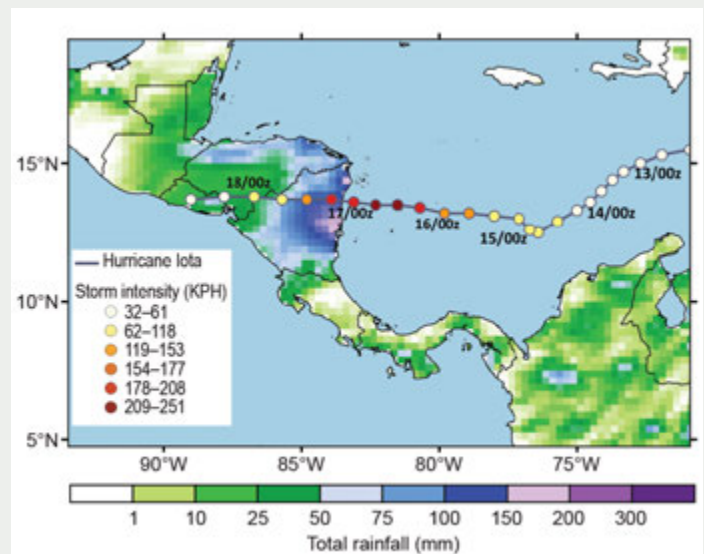 15°N
10°N
5°N
18/00z
17/00z
16/00z
15/00z
14/00z
13/00z
Hurricane Iota
Storm intensity (KPH)
32–61
62–118
119–153
154–177
178–208
209–251
90°W
85°W
80°W
75°W
1
10
25
50
75
100
150
200
300
Total rainfall (mm)